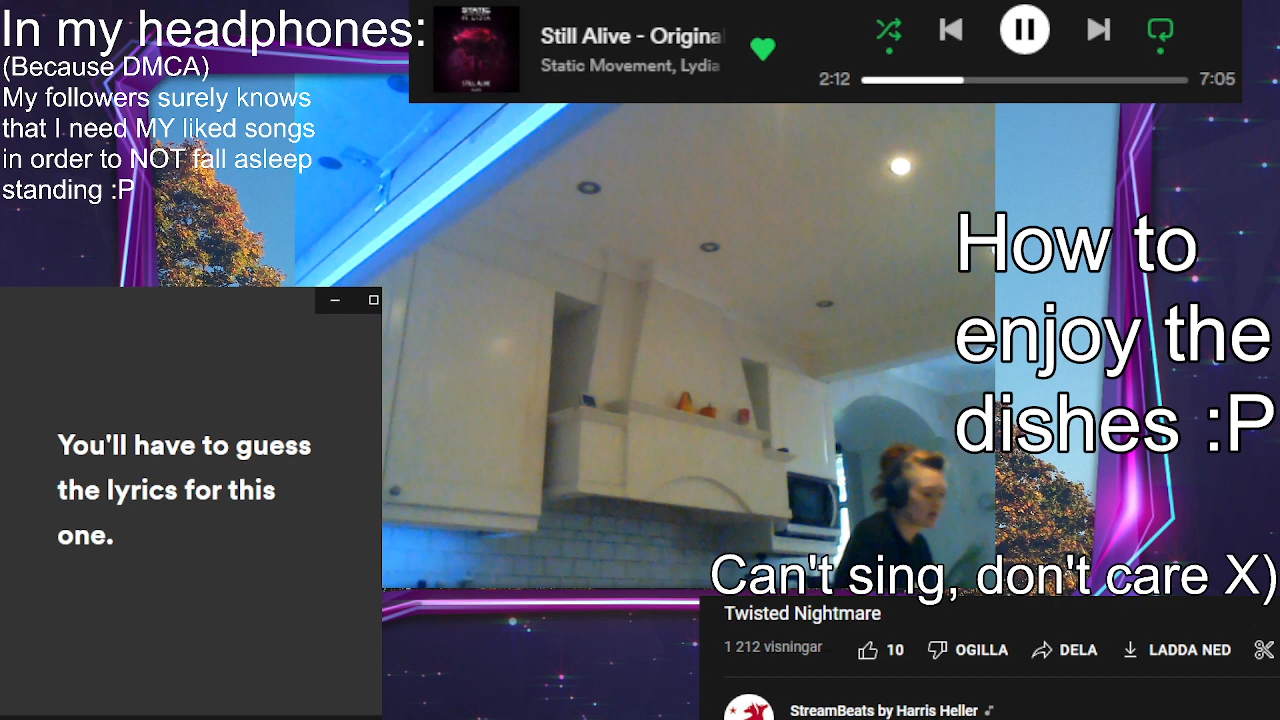 In my headphones:
(Because DMCA)
My followers surely knows
that I need MY liked songs
in order to NOT fall asleep
standing :P
STILL ALIVE
Still Alive - Origina
Static Movement, Lydia
2:12
7:05
How to
enjoy the
dishes :P
You'll have to guess
the lyrics for this
one.
Can't sing, don't care X)
Twisted Nightmare
1 212 visningar
10
OGILLA
DELA
LADDA NED
StreamBeats by Harris Heller